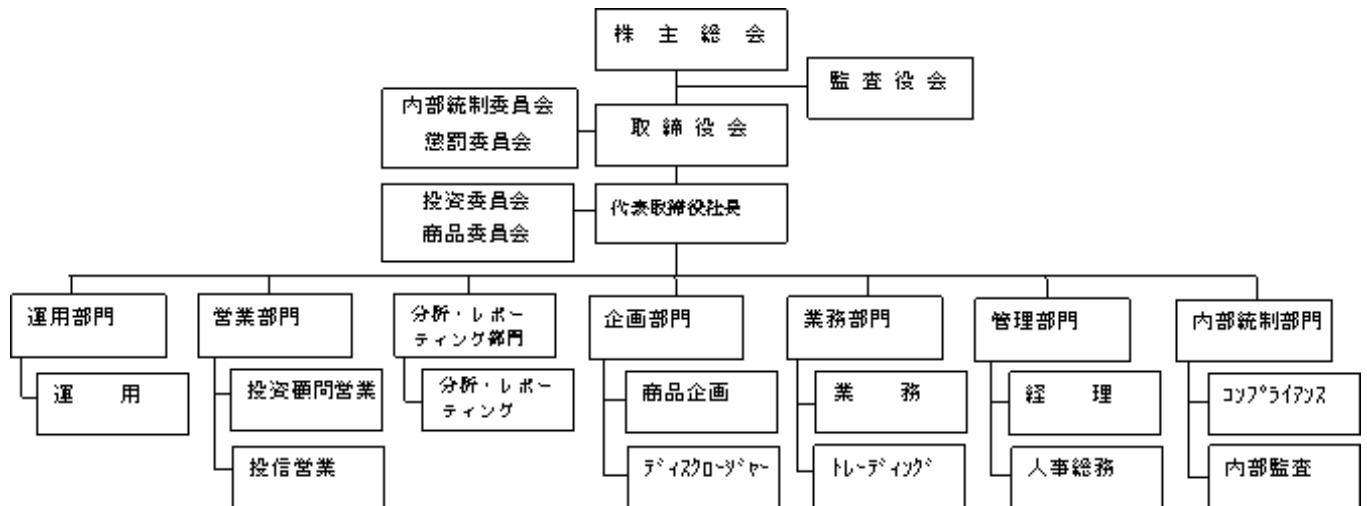 株主総会
監査役会
内部統制委員会
懲罰委員会
取締役会
投資委員会
商品委員会
代表取締役社長
運用部門
営業部門
分析・レポー
ティング部門
企画部門
業務部門
管理部門
内部統制部門
運用
投資顧問営業
分析・レポー
ティング
商品企画
業務
経理
ｺﾝﾌﾟﾗｲｱﾝｽ
投信営業
ﾃﾞｨｽｸﾛｰｼﾞｬｰ
ﾄﾚｰﾃﾞｨﾝｸﾞ
人事総務
内部監査